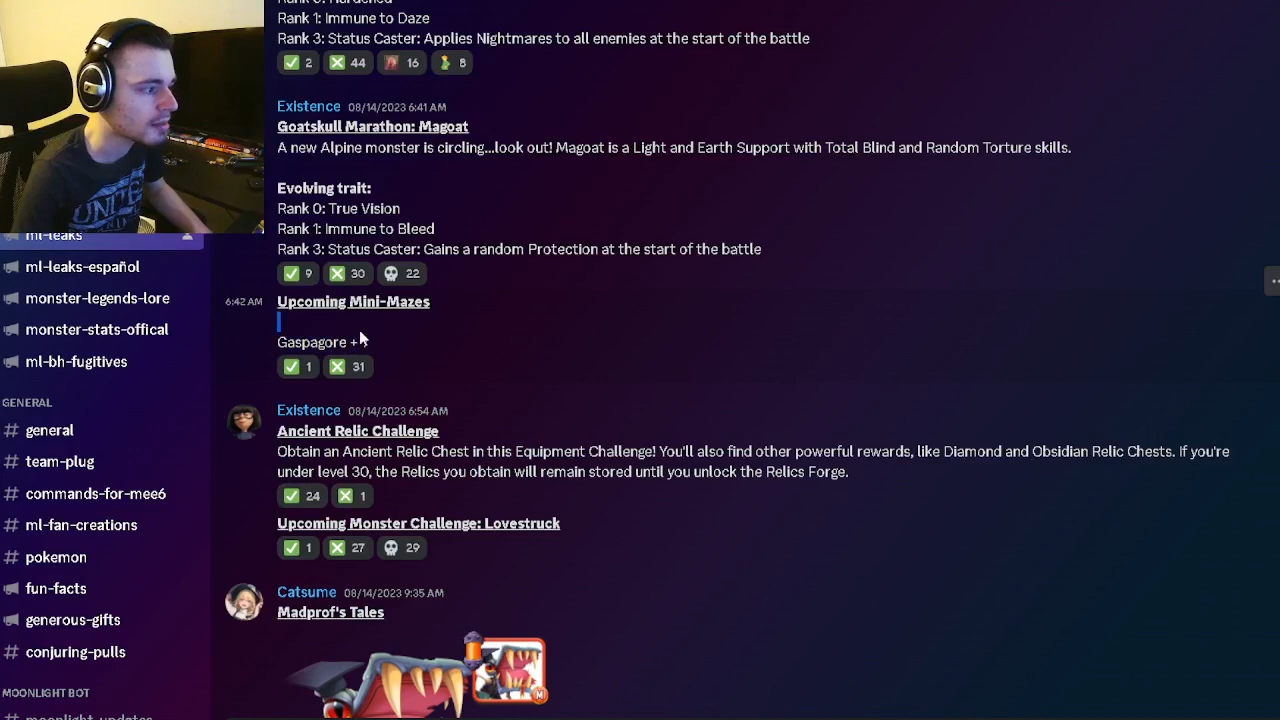 Rank 1: Immune to Daze
Rank 3: Status Caster: Applies Nightmares to all enemies at the start of the battle
2 44 16 8
Existence 08/14/2023 6:41 AM
Goatskull Marathon: Magoat
A new Alpine monster is circling...look out! Magoat is a Light and Earth Support with Total Blind and Random Torture skills.
Evolving trait:
Rank 0: True Vision
Rank 1: Immune to Bleed
Rank 3: Status Caster: Gains a random Protection at the start of the battle
9 30 22
6:42 AM Upcoming Mini-Mazes
Gaspagore +
1 31
Existence 08/14/2023 6:54 AM
Ancient Relic Challenge
Obtain an Ancient Relic Chest in this Equipment Challenge! You'll also find other powerful rewards, like Diamond and Obsidian Relic Chests. If you're
under level 30, the Relics you obtain will remain stored until you unlock the Relics Forge.
24 1
Upcoming Monster Challenge: Lovestruck
1 27 29
Catsume 08/14/2023 9:35 AM
Madprof's Tales
M
ml-leaks
ml-leaks-español
monster-legends-lore
monster-stats-offical
ml-bh-fugitives
GENERAL
general
team-plug
commands-for-mee6
ml-fan-creations
pokemon
fun-facts
generous-gifts
conjuring-pulls
MOONLIGHT BOT